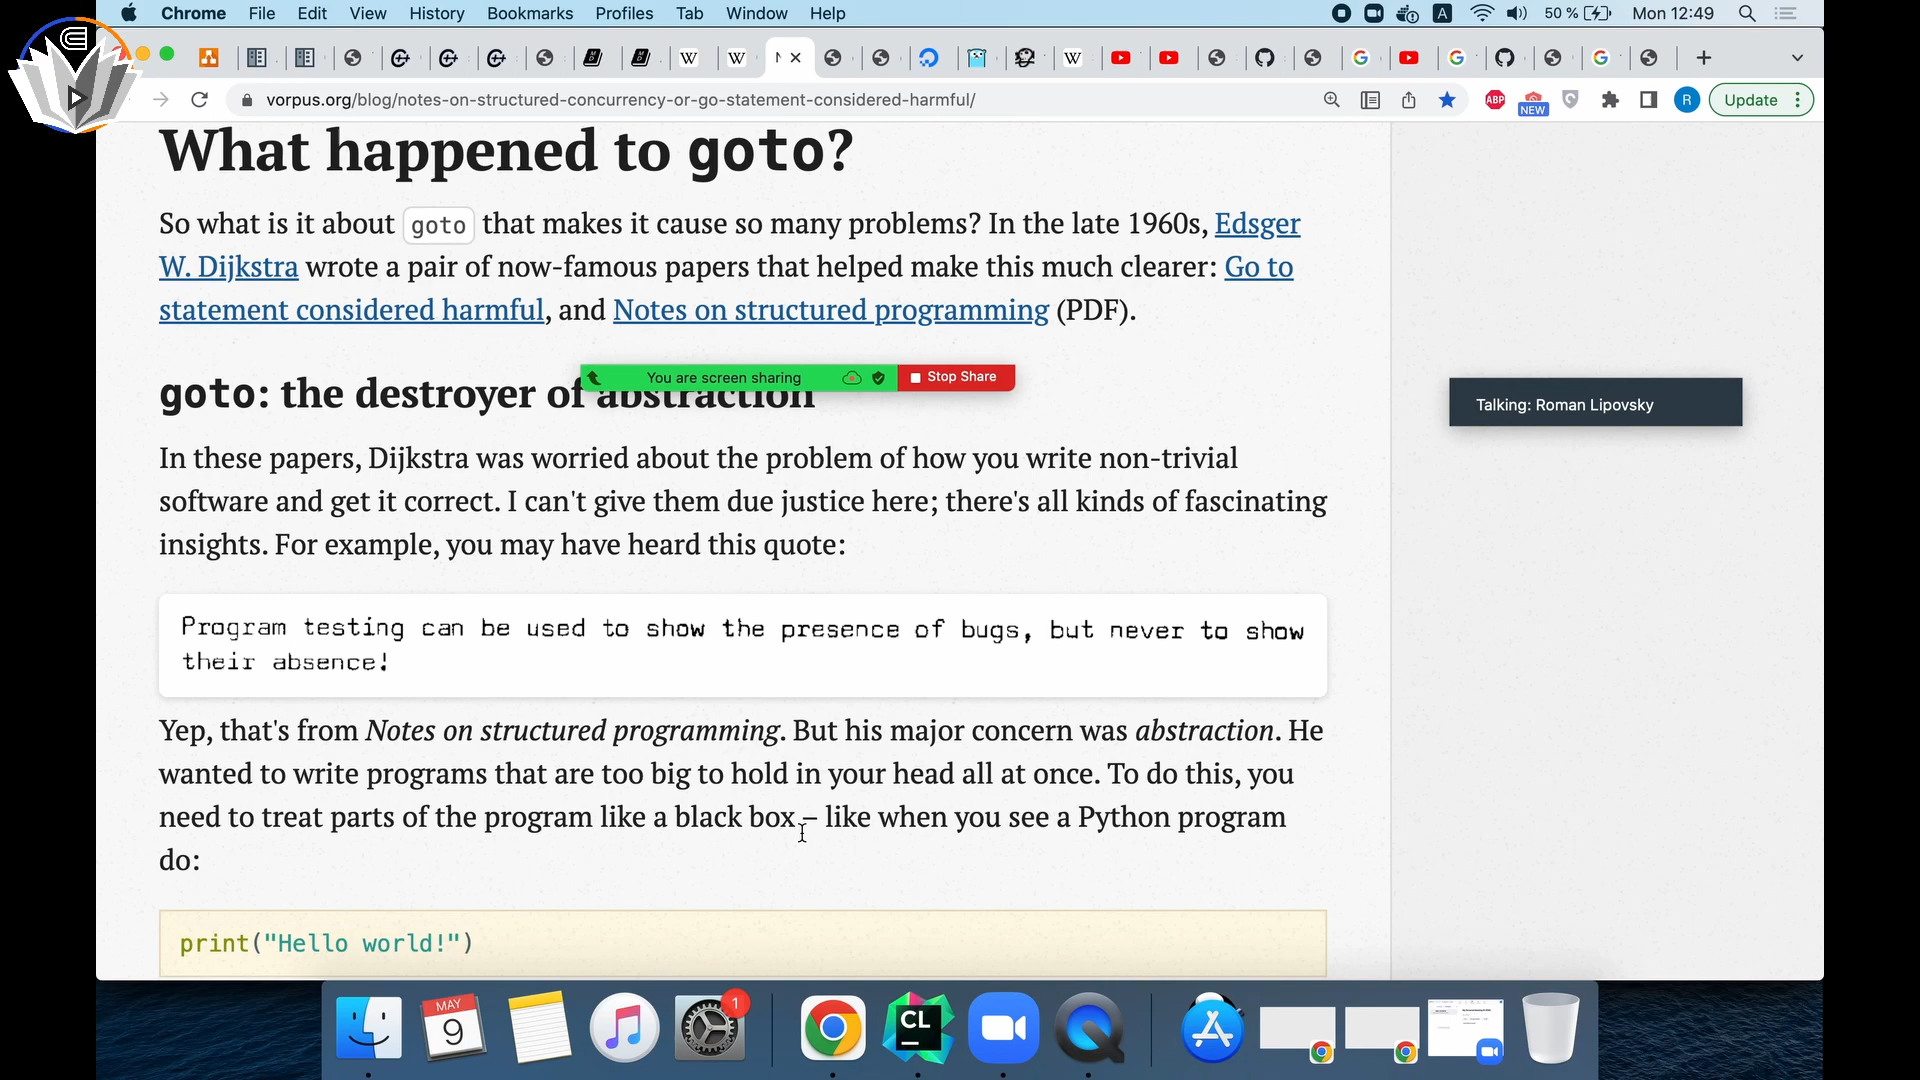 Chrome File Edit View History Bookmarks Profiles Tab Window Help
A 50 % Mon 12:49
vorpus.org/blog/notes-on-structured-concurrency-or-go-statement-considered-harmful/
ABP NEW R Update
What happened to goto?
So what is it about goto that makes it cause so many problems? In the late 1960s, Edsger
W. Dijkstra wrote a pair of now-famous papers that helped make this much clearer: Go to
statement considered harmful, and Notes on structured programming (PDF).
You are screen sharing Stop Share
goto: the destroyer of abstraction
Talking: Roman Lipovsky
In these papers, Dijkstra was worried about the problem of how you write non-trivial
software and get it correct. I can't give them due justice here; there's all kinds of fascinating
insights. For example, you may have heard this quote:
Program testing can be used to show the presence of bugs, but never to show
their absence!
Yep, that's from Notes on structured programming. But his major concern was abstraction. He
wanted to write programs that are too big to hold in your head all at once. To do this, you
need to treat parts of the program like a black box – like when you see a Python program
do:
print("Hello world!")
MAY
9
1
CL